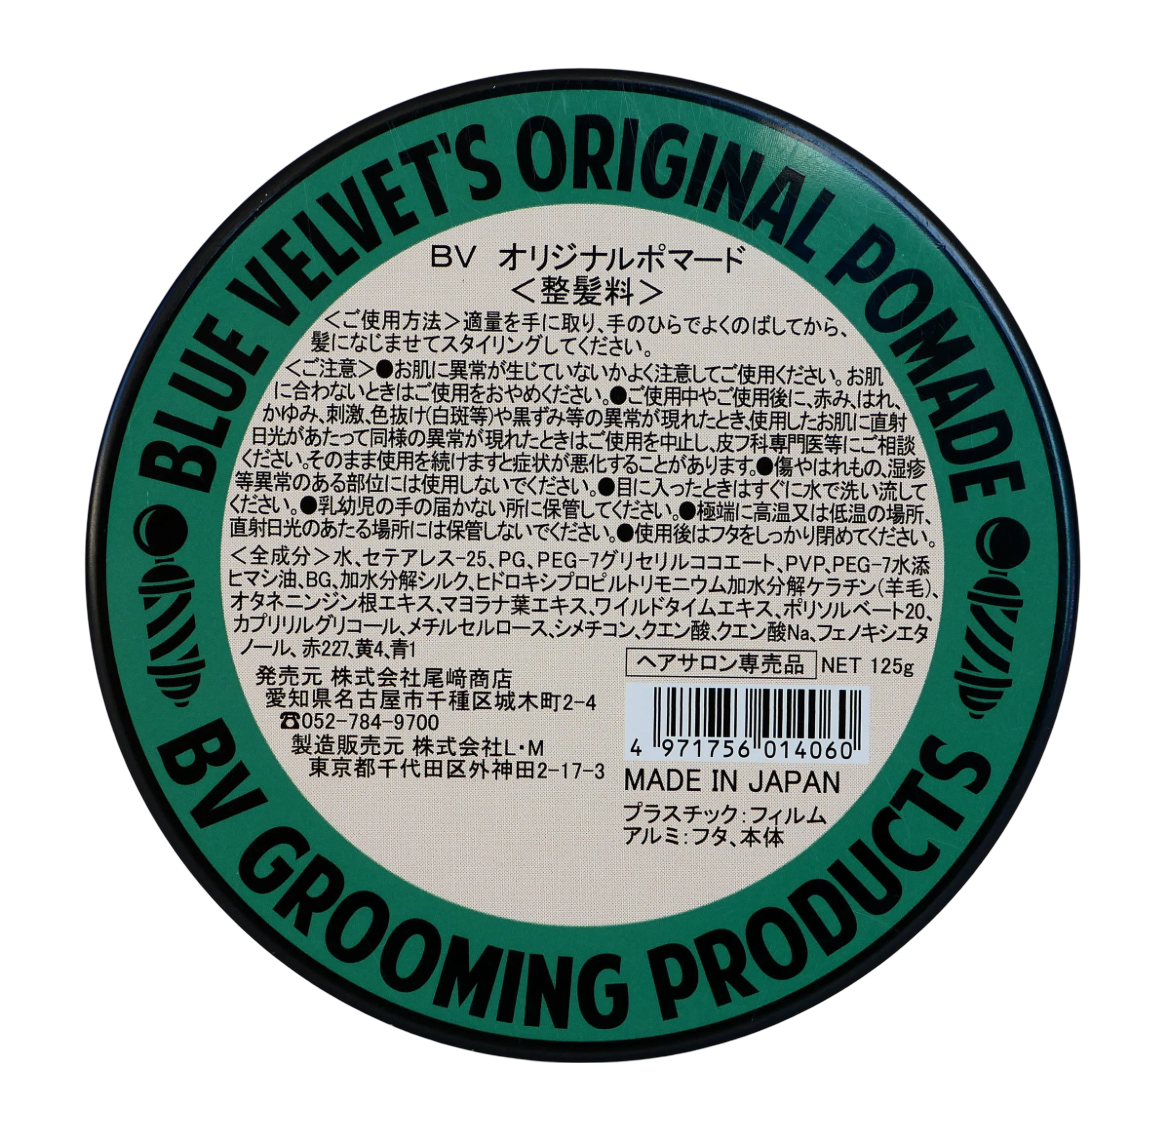 BLUE VELVET'S ORIGINAL POMADE
BV オリジナルポマード
＜整髪料＞
＜ご使用方法＞適量を手に取り、手のひらでよくのばしてから、
髪になじませてスタイリングしてください。
＜ご注意＞●お肌に異常が生じていないかよく注意してご使用ください。お肌
に合わないときはご使用をおやめください。●ご使用中やご使用後に、赤み、はれ、
かゆみ、刺激、色抜け(白斑等)や黒ずみ等の異常が現れたとき、使用したお肌に直射
日光があたって同様の異常が現れたときはご使用を中止し、皮フ科専門医等にご相談
ください。そのまま使用を続けますと症状が悪化することがあります。●傷やはれもの、湿疹
等異常のある部位には使用しないでください。●目に入ったときはすぐに水で洗い流して
ください。●乳幼児の手の届かない所に保管してください。●極端に高温又は低温の場所、
直射日光のあたる場所には保管しないでください。●使用後はフタをしっかり閉めてください。
＜全成分＞水、セテアレス-25、PG、PEG-7グリセリルココエート、PVP、PEG-7水添
ヒマシ油、BG、加水分解シルク、ヒドロキシプロピルトリモニウム加水分解ケラチン(羊毛)、
オタネニンジン根エキス、マヨラナ葉エキス、ワイルドタイムエキス、ポリソルベート20、
カプリリルグリコール、メチルセルロース、シメチコン、クエン酸、クエン酸Na、フェノキシエタ
ノール、赤227、黄4、青1
ヘアサロン専売品 NET 125g
発売元 株式会社尾﨑商店
愛知県名古屋市千種区城木町2-4
☎052-784-9700
製造販売元 株式会社L・M
東京都千代田区外神田2-17-3
4 971756 014060
MADE IN JAPAN
プラスチック：フィルム
アルミ：フタ、本体
BV GROOMING PRODUCTS